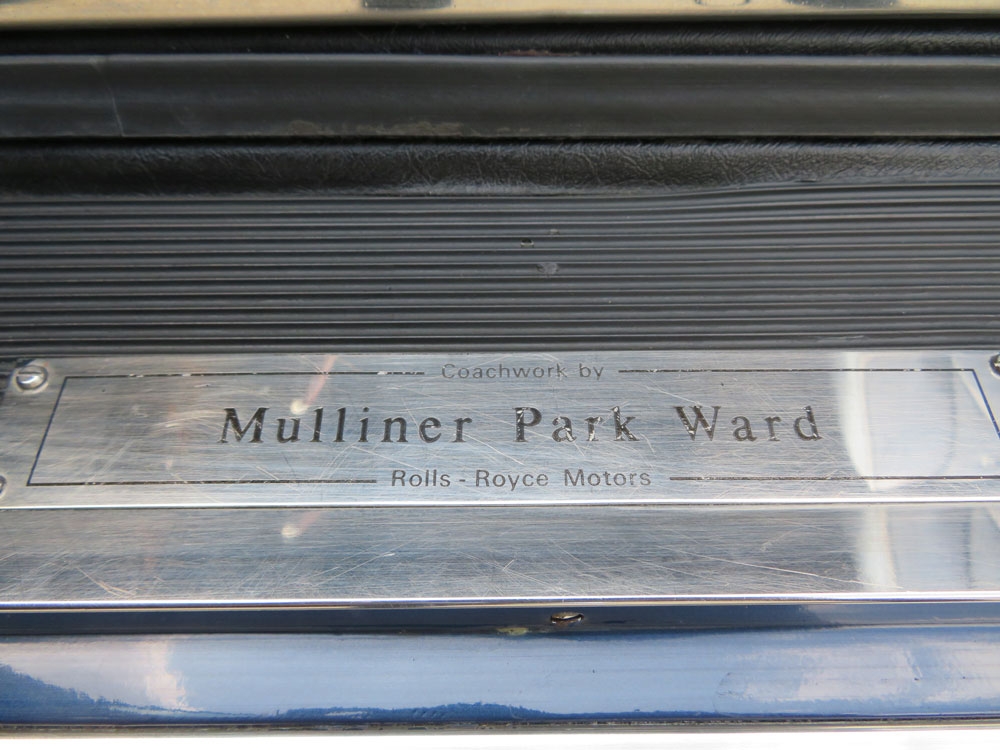 Coachwork by
Mulliner Park Ward
Rolls - Royce Motors